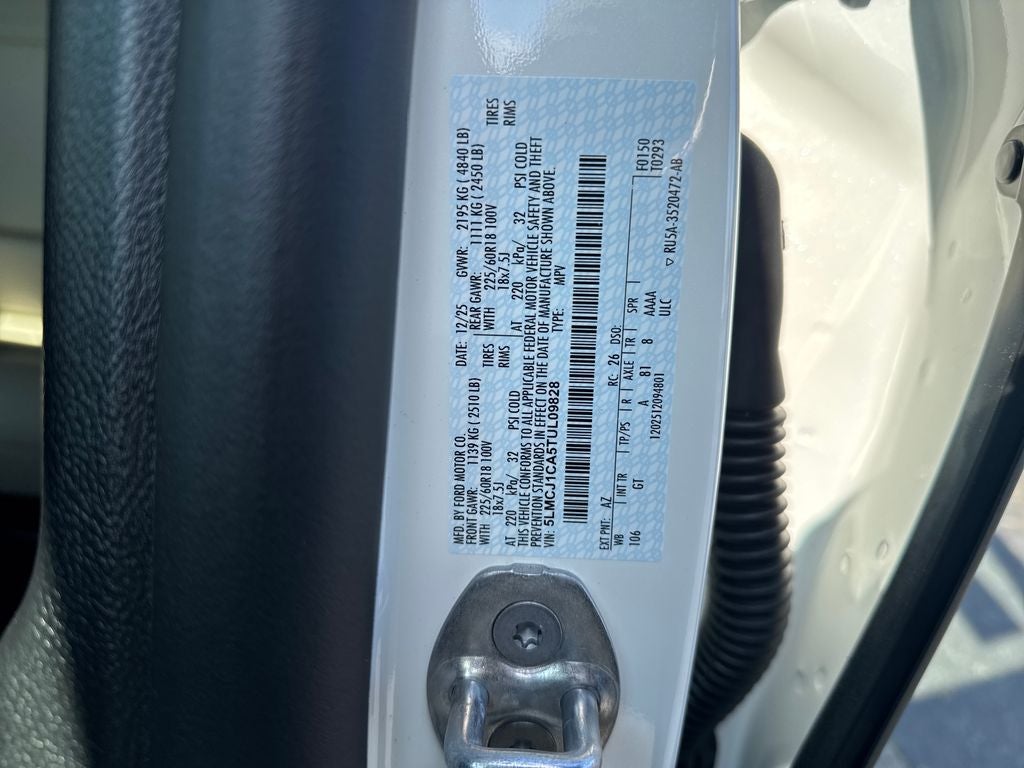 MFD. BY FORD MOTOR CO. DATE: 12/25 GVWR: 2195 KG ( 4840 LB)
FRONT GAWR: 1139 KG ( 2510 LB) REAR GAWR: 1111 KG ( 2450 LB)
WITH 225/60R18 100V TIRES WITH 225/60R18 100V TIRES
18x7.5J RIMS 18x7.5J RIMS
AT 220 kPa/ 32 PSI COLD AT 220 kPa/ 32 PSI COLD
THIS VEHICLE CONFORMS TO ALL APPLICABLE FEDERAL MOTOR VEHICLE SAFETY AND THEFT
PREVENTION STANDARDS IN EFFECT ON THE DATE OF MANUFACTURE SHOWN ABOVE.
VIN: 5LMCJ1CA5TUL09828 TYPE: MPV
EXT PNT: AZ RC: 26 DSO: F0150
WB INT TR TP/PS R AXLE TR SPR T0293
106 GT A 81 8 AAAA
1202512094801 ULC ▽ RU5A-3520472-AB